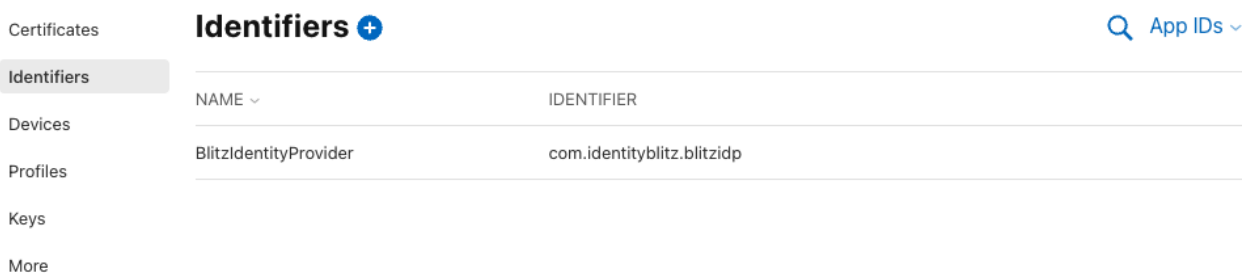 Certificates
Identifiers
Devices
Profiles
Keys
More
Identifiers
App IDs
NAME IDENTIFIER
BlitzIdentityProvider com.identityblitz.blitzidp